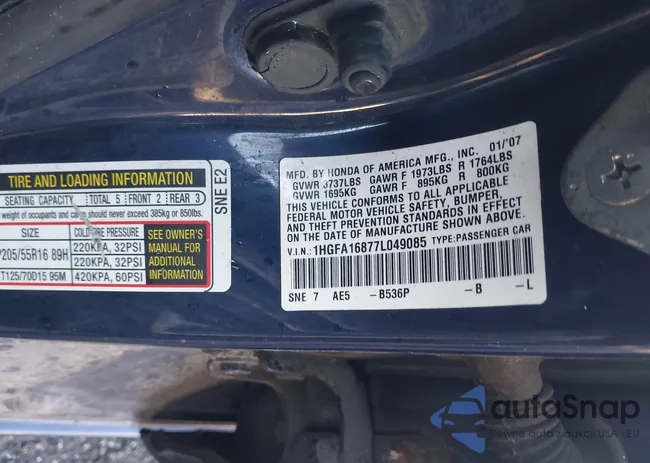 TIRE AND LOADING INFORMATION
SEATING CAPACITY TOTAL 5 FRONT 2 REAR 3
weight of occupants and cargo should never exceed 385kg or 850lbs.
SIZE COLD TIRE PRESSURE
P205/55R16 89H 220KPA, 32PSI
220KPA, 32PSI
T125/70D15 95M 420KPA, 60PSI
SEE OWNER'S
MANUAL FOR
ADDITIONAL
INFORMATION
SNE E2
MFD. BY HONDA OF AMERICA MFG., INC. 01/'07
GVWR 3737LBS GAWR F 1973LBS R 1764LBS
GVWR 1695KG GAWR F 895KG R 800KG
THIS VEHICLE CONFORMS TO ALL APPLICABLE
FEDERAL MOTOR VEHICLE SAFETY, BUMPER,
AND THEFT PREVENTION STANDARDS IN EFFECT
ON THE DATE OF MANUFACTURE SHOWN ABOVE.
V.I.N: 1HGFA16877L049085 TYPE:PASSENGER CAR
SNE 7 AE5 -B536P -B -L
autoSnap
Pewne auto z aukcji USA i EU